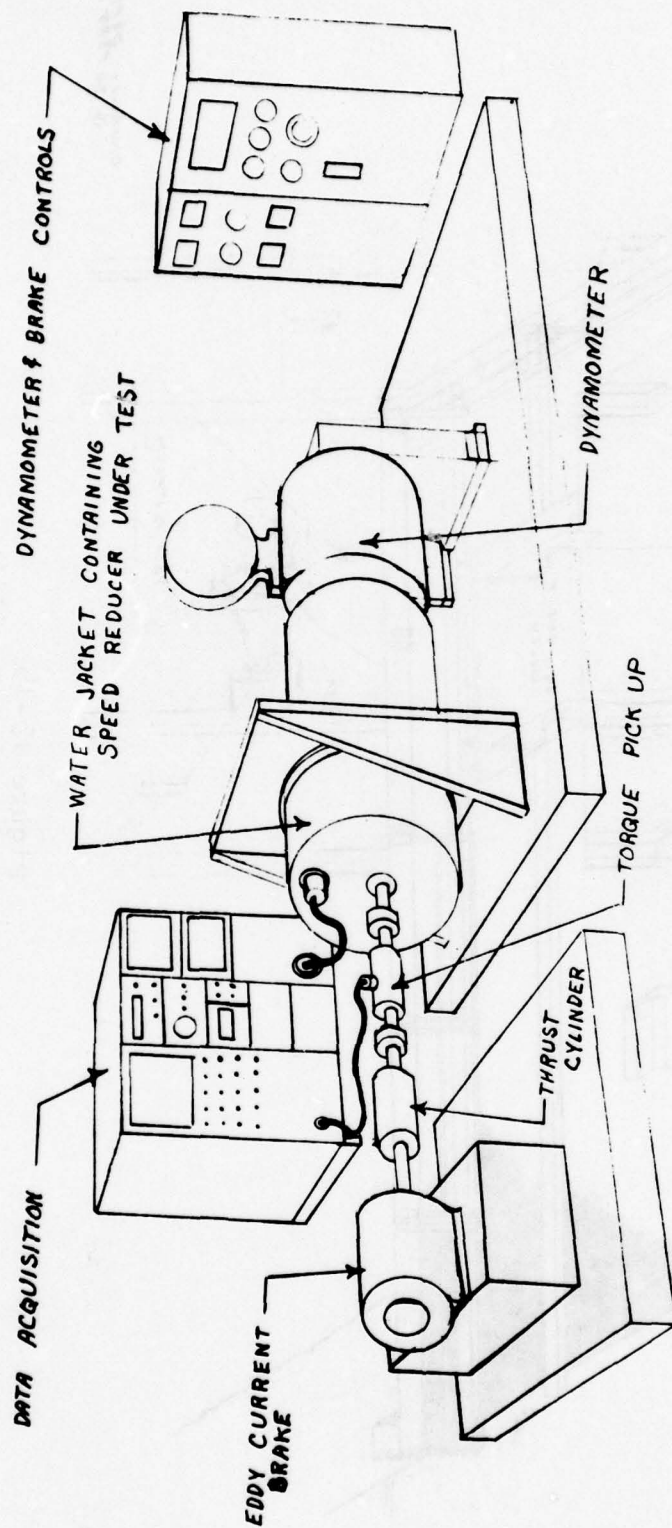 DATA ACQUISITION
DYNAMOMETER & BRAKE CONTROLS
WATER JACKET CONTAINING
SPEED REDUCER UNDER TEST
EDDY CURRENT
BRAKE
THRUST
CYLINDER
TORQUE PICK UP
DYNAMOMETER